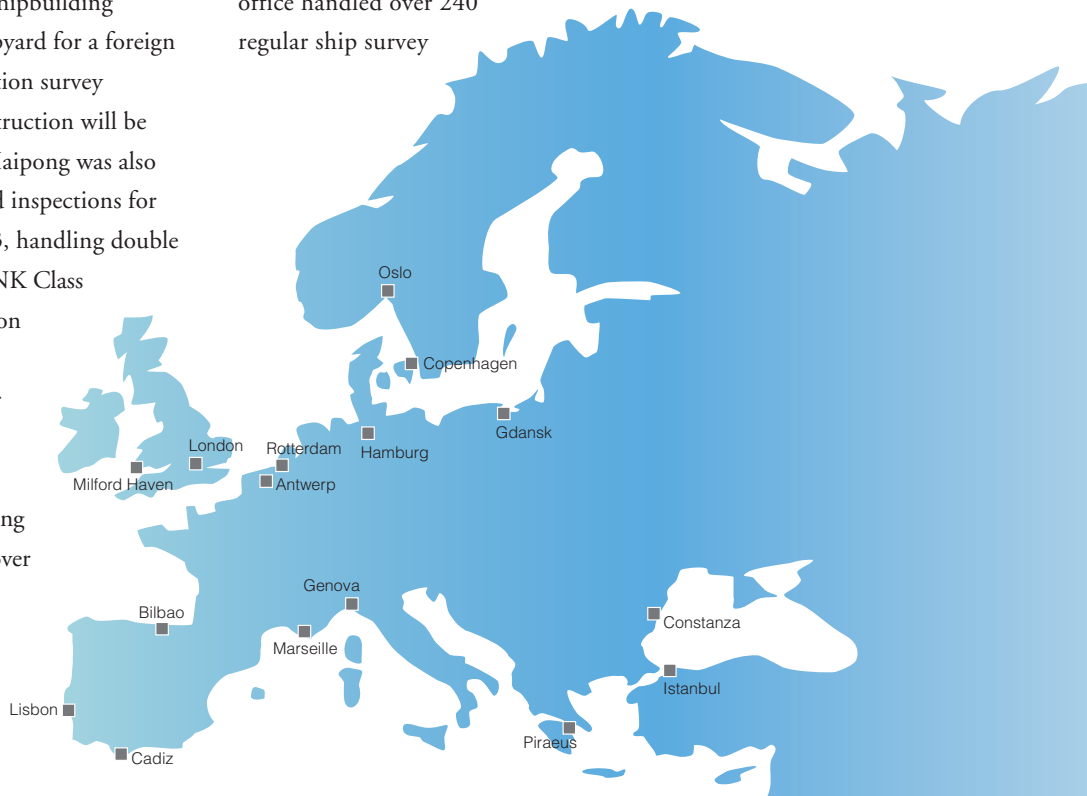 hipbuilding
yard for a foreign
tion survey
truction will be
aipong was also
inspections for
, handling double
NK Class
on
ng
over
office handled over 240
regular ship survey
Oslo
Copenhagen
Gdansk
Hamburg
London
Rotterdam
Milford Haven
Antwerp
Genova
Bilbao
Marseille
Constanza
Istanbul
Lisbon
Piraeus
Cadiz